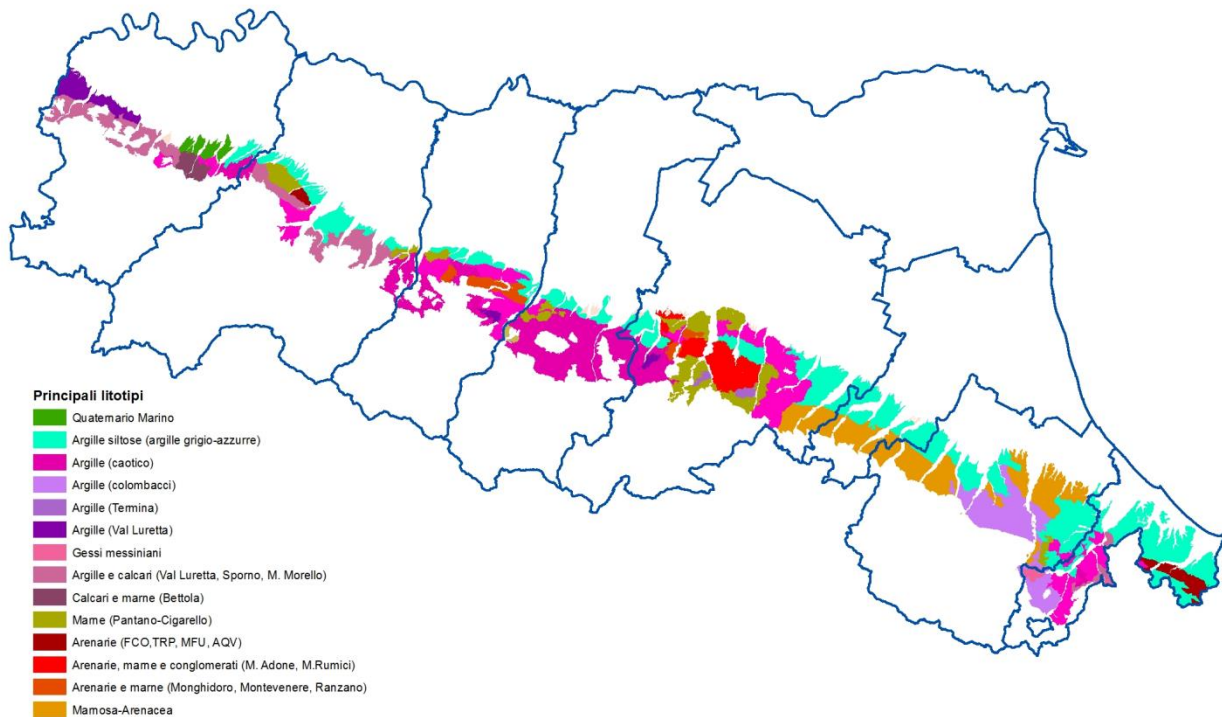 Principali litotipi
Quaternario Marino
Argille siltose (argille grigio-azzurre)
Argille (caotico)
Argille (colombacci)
Argille (Termina)
Argille (Val Luretta)
Gessi messiniani
Argille e calcari (Val Luretta, Sporno, M. Morello)
Calcari e marne (Bettola)
Marne (Pantano-Cigarello)
Arenarie (FCO,TRP, MFU, AQV)
Arenarie, marne e conglomerati (M. Adone, M.Rumici)
Arenarie e marne (Monghidoro, Montevenere, Ranzano)
Marnosa-Arenacea